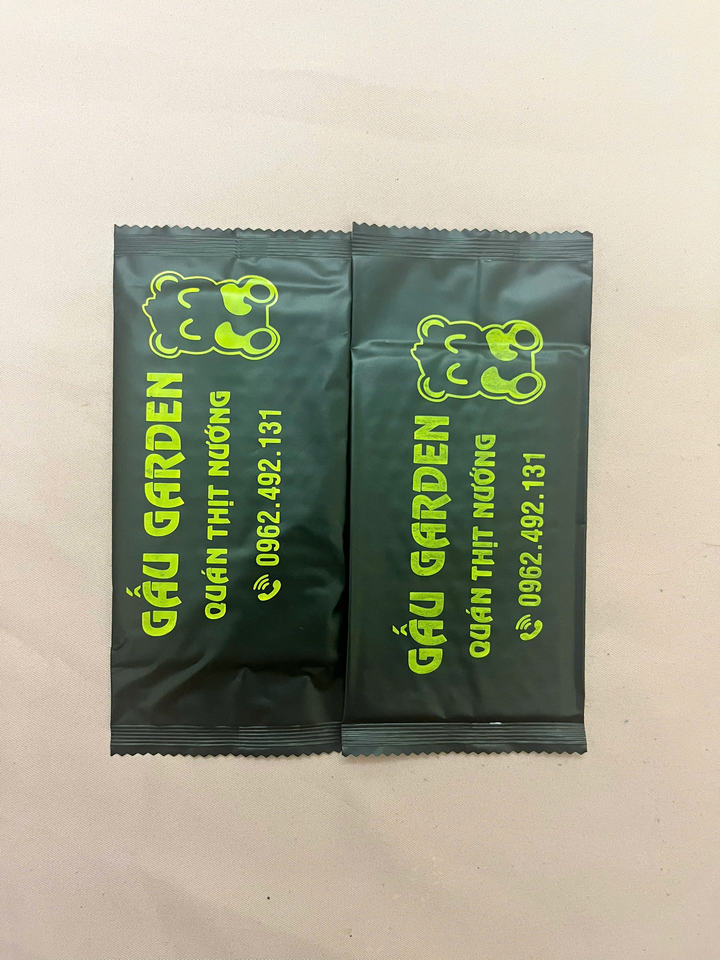 GẤU GARDEN
QUÁN THỊT NƯỚNG
0962.492.131
GẤU GARDEN
QUÁN THỊT NƯỚNG
0962.492.131